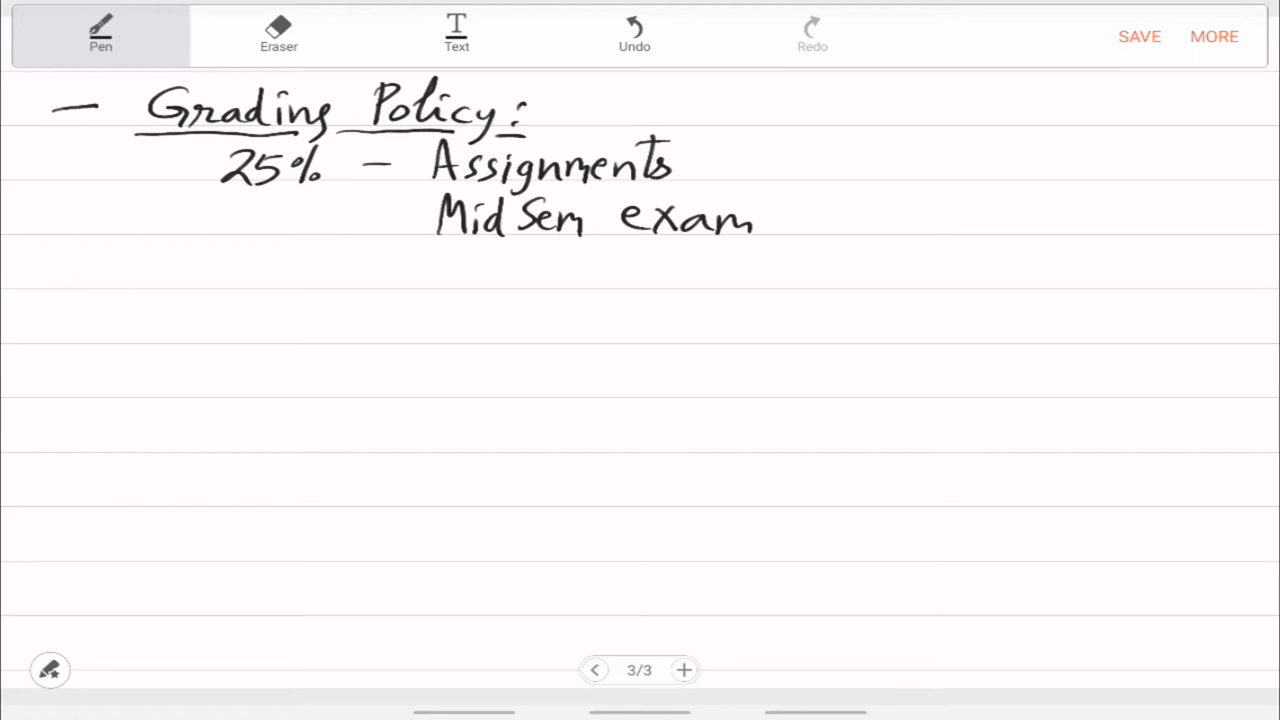 Pen Eraser Text Undo Redo SAVE MORE
— Grading Policy:
25% — Assignments
Mid Sem exam
3/3